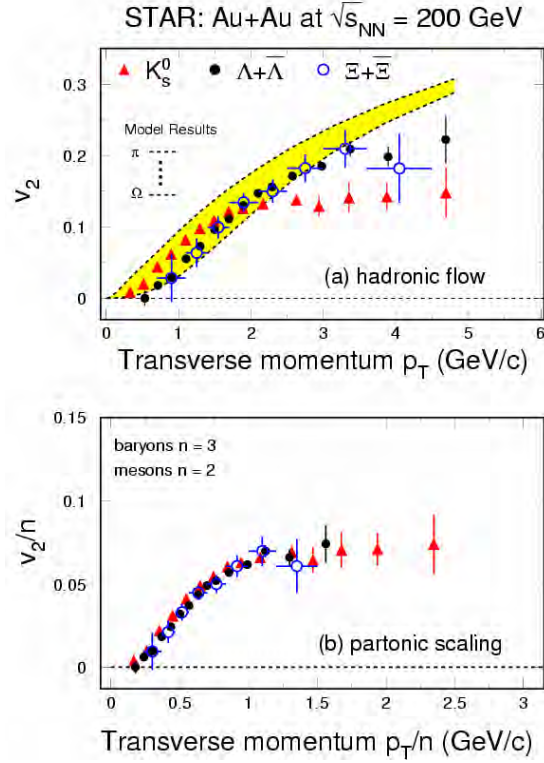 STAR: Au+Au at √s_NN = 200 GeV
K⁰_s Λ+Λ̅ Ξ+Ξ̅
0.3
0.2
0.1
0
v₂
Model Results
π
Ω
(a) hadronic flow
0 1 2 3 4 5 6
Transverse momentum p_T (GeV/c)
0.15
0.1
0.05
0
v₂/n
baryons n = 3
mesons n = 2
(b) partonic scaling
0 0.5 1 1.5 2 2.5 3
Transverse momentum p_T/n (GeV/c)